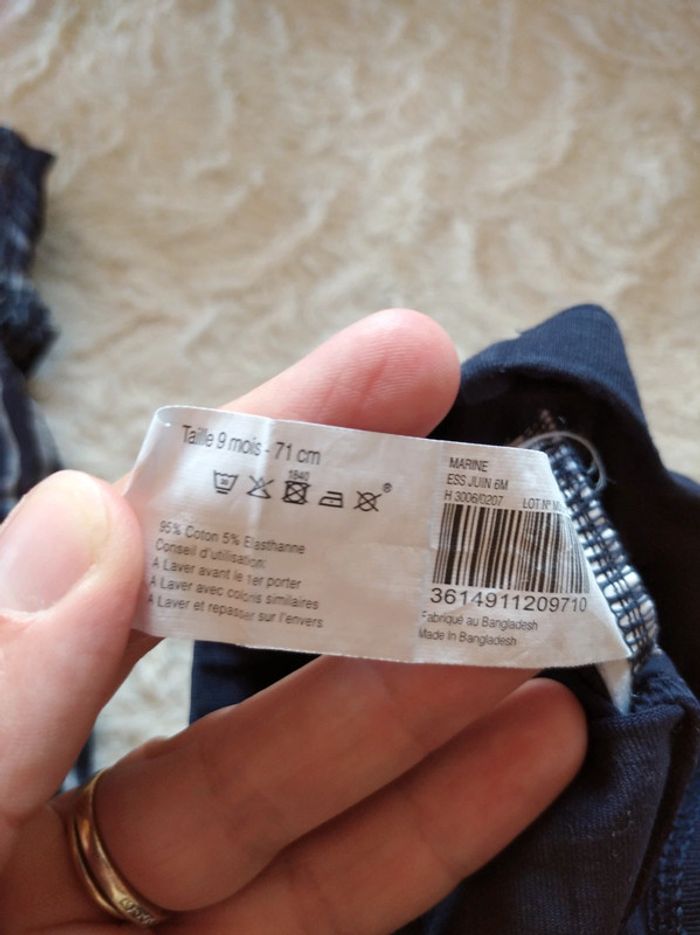 Taille 9 mois - 71 cm
30
1840
®
95% Coton 5% Elasthanne
Conseil d'utilisation:
A Laver avant le 1er porter
A Laver avec coloris similaires
A Laver et repasser sur l'envers
MARINE
ESS JUIN 6M
H 3006/0207 LOT N°
3614911209710
Fabriqué au Bangladesh
Made In Bangladesh